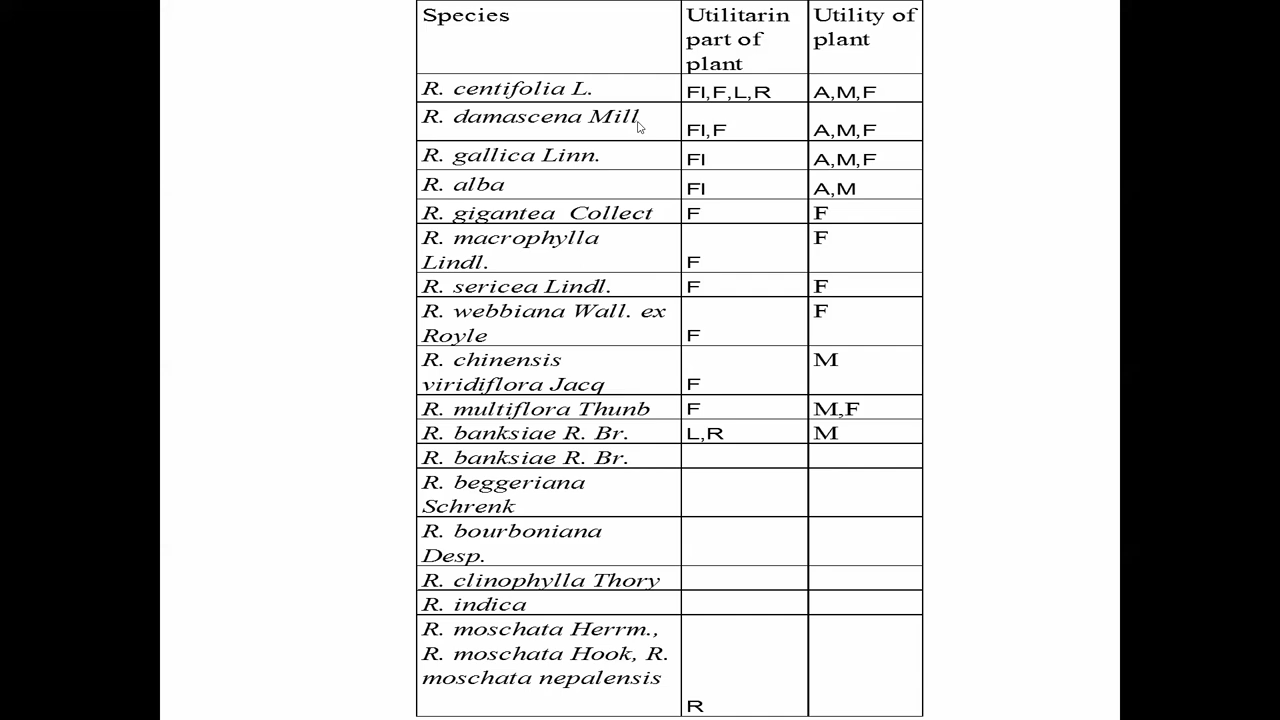 Species Utilitarin Utility of
part of plant
plant
R. centifolia L. Fl,F,L,R A,M,F
R. damascena Mill Fl,F A,M,F
R. gallica Linn. Fl A,M,F
R. alba Fl A,M
R. gigantea Collect F F
R. macrophylla F
Lindl. F
R. sericea Lindl. F F
R. webbiana Wall. ex F
Royle F
R. chinensis M
viridiflora Jacq F
R. multiflora Thunb F M,F
R. banksiae R. Br. L,R M
R. banksiae R. Br.
R. beggeriana
Schrenk
R. bourboniana
Desp.
R. clinophylla Thory
R. indica
R. moschata Herrm.,
R. moschata Hook, R.
moschata nepalensis
R